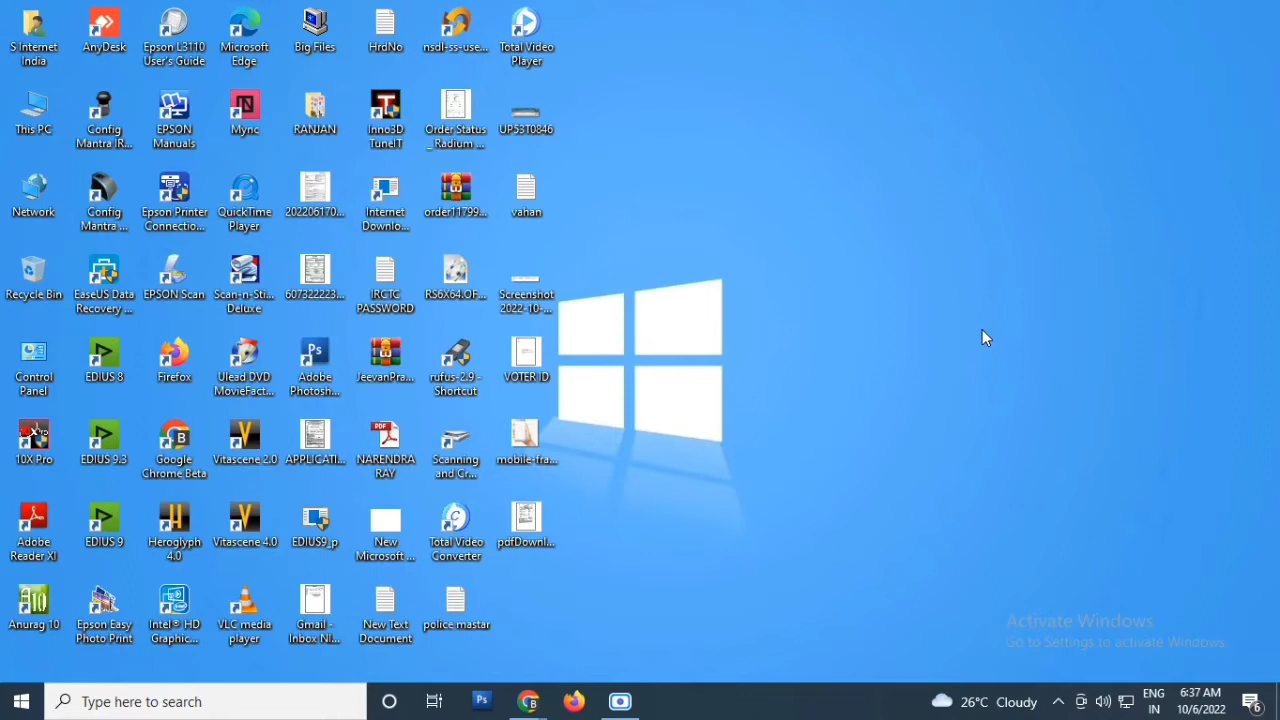 S Internet
India
AnyDesk
Epson L3110
User's Guide
Microsoft
Edge
Big Files
HrdNo
nsdl-ss-use...
Total Video
Player
This PC
Config
Mantra IR...
EPSON
Manuals
Mync
RANJAN
Inno3D
TuneIT
Order Status
_ Radium ...
UP53T0846
Network
Config
Mantra ...
Epson Printer
Connectio...
QuickTime
Player
202206170...
Internet
Downlo...
order11799...
vahan
Recycle Bin
EaseUS Data
Recovery ...
EPSON Scan
Scan-n-Sti...
Deluxe
607322223...
IRCTC
PASSWORD
RS6X64.OF...
Screenshot
2022-10-...
Control
Panel
EDIUS 8
Firefox
Ulead DVD
MovieFact...
Adobe
Photosh...
JeevanPra...
rufus-2.9 -
Shortcut
VOTER ID
10X Pro
EDIUS 9.3
Google
Chrome Beta
Vitascene 2.0
APPLICATI...
NARENDRA
RAY
Scanning
and Cr...
mobile-fra...
Adobe
Reader XI
EDIUS 9
Heroglyph
4.0
Vitascene 4.0
EDIUS9_p
New
Microsoft ...
Total Video
Converter
pdfDownl...
Anurag 10
Epson Easy
Photo Print
Intel® HD
Graphic...
VLC media
player
Gmail -
Inbox NI...
New Text
Document
police mastar
Activate Windows
Go to Settings to activate Windows.
Type here to search
26°C Cloudy
ENG
IN
6:37 AM
10/6/2022
6